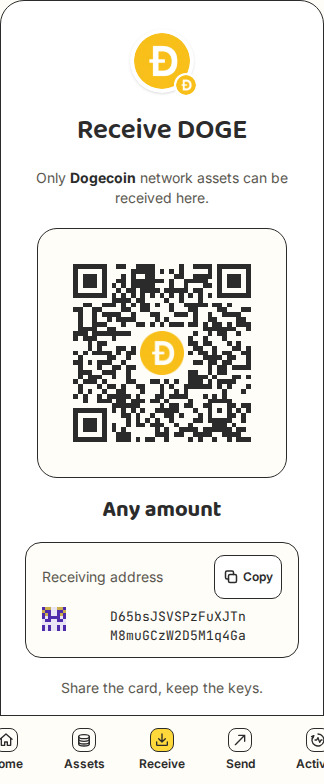 Receive DOGE
Only Dogecoin network assets can be
received here.
Any amount
Receiving address
Copy
D65bsJSVSPzFuXJTn
M8muGCzW2D5M1q4Ga
Share the card, keep the keys.
ome Assets Receive Send Activ